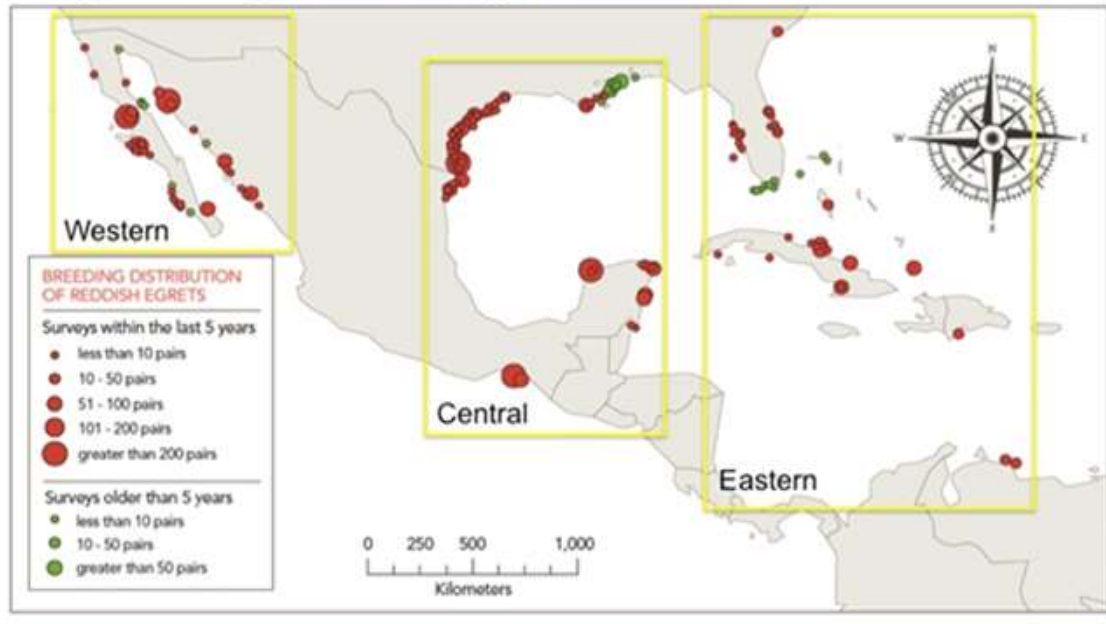 N
W
E
S
Western
Central
Eastern
BREEDING DISTRIBUTION
OF REDDISH EGRETS
Surveys within the last 5 years
less than 10 pairs
10 - 50 pairs
51 - 100 pairs
101 - 200 pairs
greater than 200 pairs
Surveys older than 5 years
less than 10 pairs
10 - 50 pairs
greater than 50 pairs
0 250 500 1,000
Kilometers